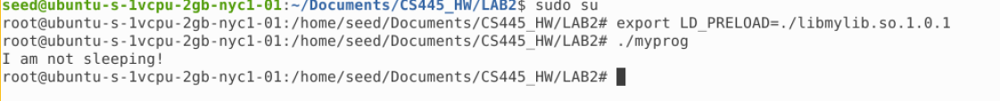 seed@ubuntu-s-1vcpu-2gb-nyc1-01:~/Documents/CS445_HW/LAB2$ sudo su
root@ubuntu-s-1vcpu-2gb-nyc1-01:/home/seed/Documents/CS445_HW/LAB2# export LD_PRELOAD=./libmylib.so.1.0.1
root@ubuntu-s-1vcpu-2gb-nyc1-01:/home/seed/Documents/CS445_HW/LAB2# ./myprog
I am not sleeping!
root@ubuntu-s-1vcpu-2gb-nyc1-01:/home/seed/Documents/CS445_HW/LAB2#